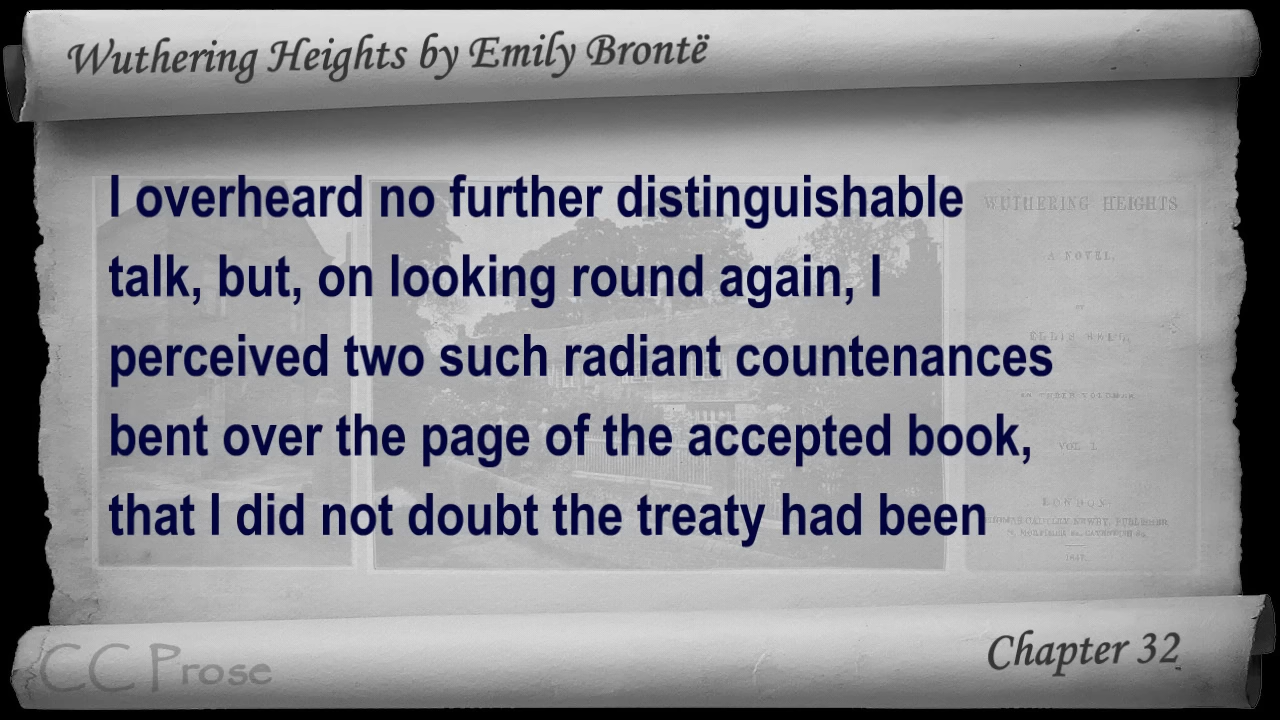 Wuthering Heights by Emily Brontë
I overheard no further distinguishable
talk, but, on looking round again, I
perceived two such radiant countenances
bent over the page of the accepted book,
that I did not doubt the treaty had been
WUTHERING HEIGHTS
A NOVEL,
VOL. I.
LONDON:
1847.
CC Prose
Chapter 32